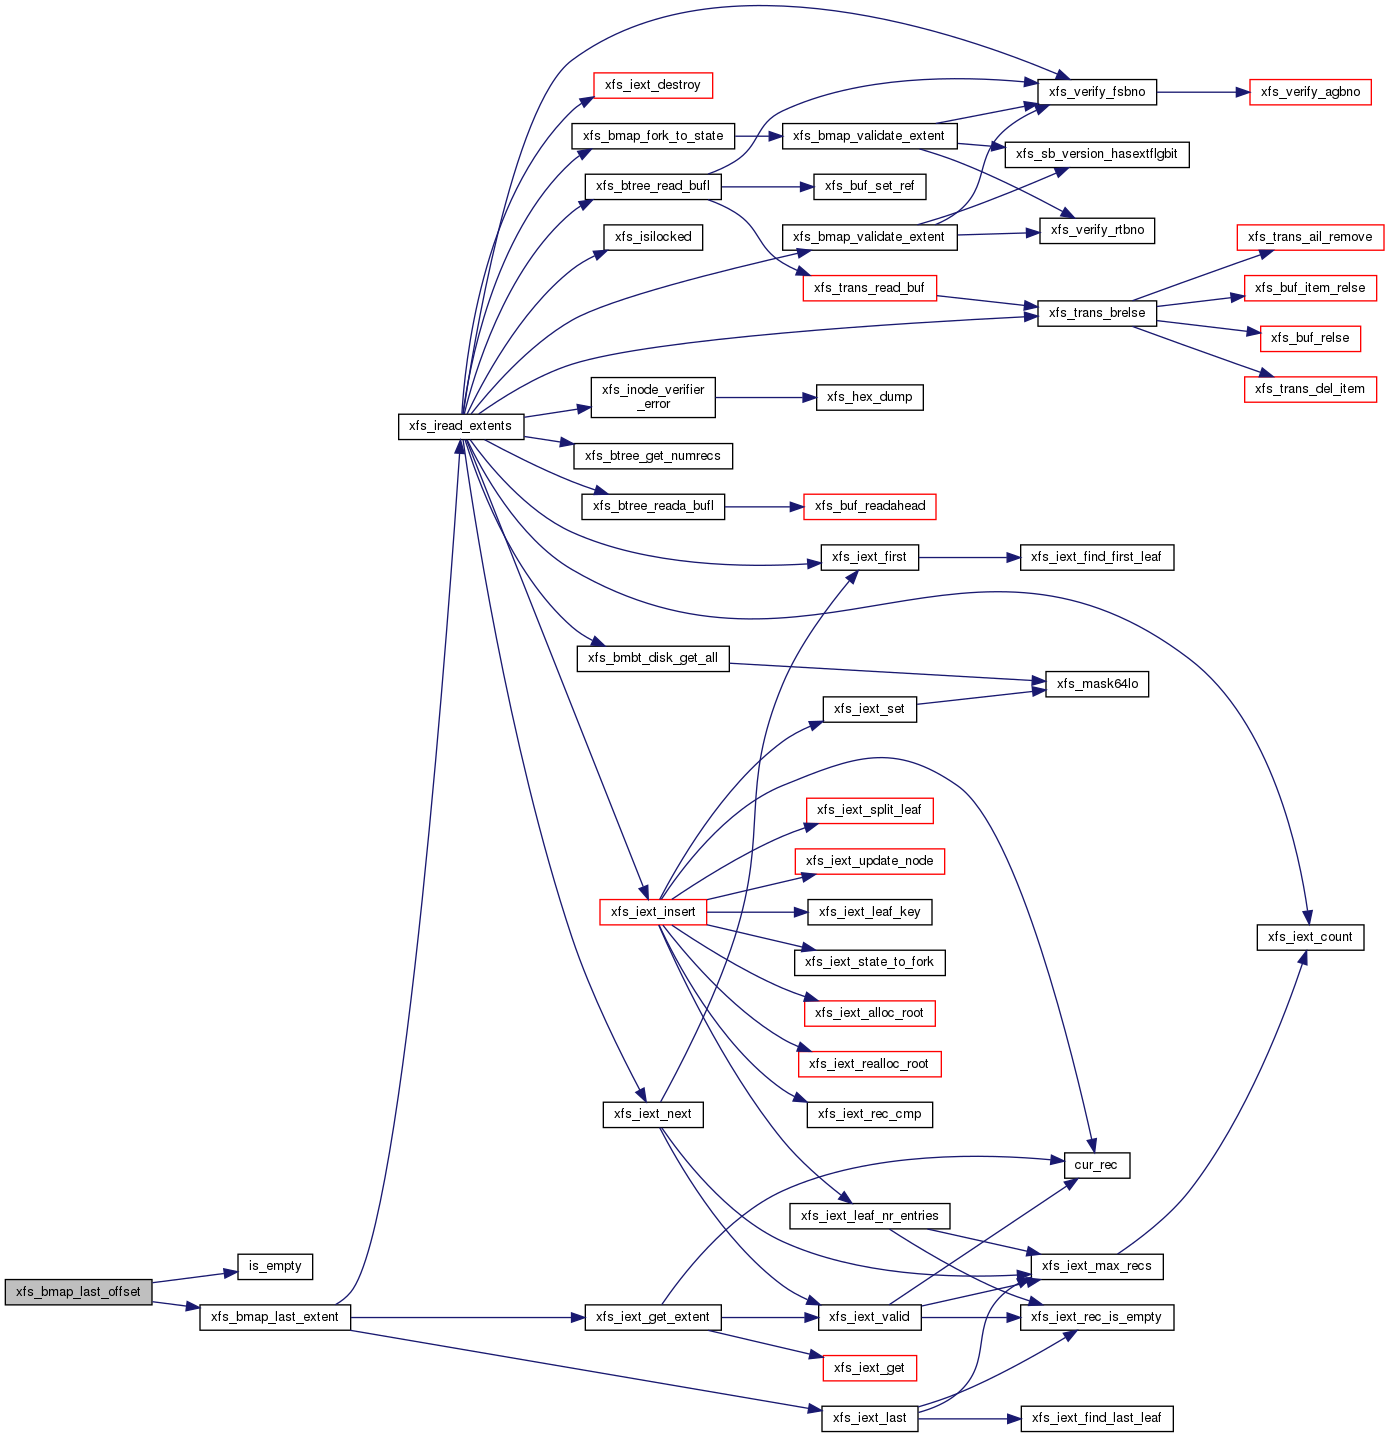 xfs_iext_destroy
xfs_verify_fsbno
xfs_verify_agbno
xfs_bmap_fork_to_state
xfs_bmap_validate_extent
xfs_sb_version_hasextflgbit
xfs_btree_read_bufl
xfs_buf_set_ref
xfs_isilocked
xfs_bmap_validate_extent
xfs_verify_rtbno
xfs_trans_ail_remove
xfs_trans_read_buf
xfs_buf_item_relse
xfs_trans_brelse
xfs_buf_relse
xfs_inode_verifier
_error
xfs_hex_dump
xfs_trans_del_item
xfs_iread_extents
xfs_btree_get_numrecs
xfs_btree_reada_bufl
xfs_buf_readahead
xfs_iext_first
xfs_iext_find_first_leaf
xfs_bmbt_disk_get_all
xfs_mask64lo
xfs_iext_set
xfs_iext_split_leaf
xfs_iext_update_node
xfs_iext_insert
xfs_iext_leaf_key
xfs_iext_count
xfs_iext_state_to_fork
xfs_iext_alloc_root
xfs_iext_realloc_root
xfs_iext_next
xfs_iext_rec_cmp
cur_rec
xfs_iext_leaf_nr_entries
is_empty
xfs_iext_max_recs
xfs_bmap_last_offset
xfs_bmap_last_extent
xfs_iext_get_extent
xfs_iext_valid
xfs_iext_rec_is_empty
xfs_iext_get
xfs_iext_last
xfs_iext_find_last_leaf